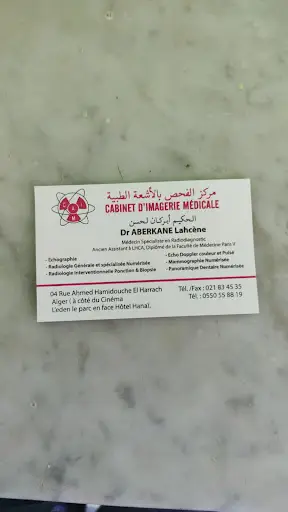 مركز الفحص بالأشعة الطبية
CABINET D'IMAGERIE MÉDICALE
الحكيم أبركان لحسن
Dr ABERKANE Lahcène
Médecin Spécialiste en Radiodiagnostic
Ancien Assistant à LHCA, Diplômé de la Faculté de Médetine Paris V
- Echographie
- Radiologie Générale et spécialisée Numérisée
- Radiologie Interventionnelle Ponction & Biopsie
- Echo Doppler couleur et Pulsé
- Mammographie Numérisée
- Panoramique Dentaire Numérisée
04 Rue Ahmed Hamidouche El Harrach
Alger ( à côté du Cinéma
L'eden le parc en face Hôtel Hana).
Tél. /Fax : 021 83 45 35
Tél : 0550 55 88 19